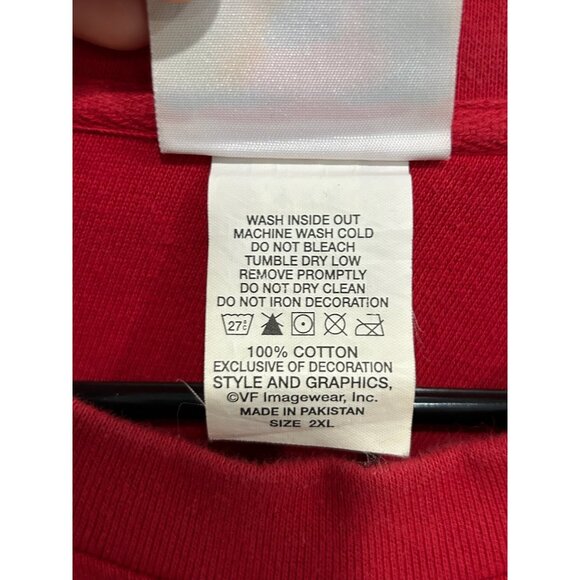 WASH INSIDE OUT
MACHINE WASH COLD
DO NOT BLEACH
TUMBLE DRY LOW
REMOVE PROMPTLY
DO NOT DRY CLEAN
DO NOT IRON DECORATION
27°C
100% COTTON
EXCLUSIVE OF DECORATION
STYLE AND GRAPHICS,
©VF Imagewear, Inc.
MADE IN PAKISTAN
SIZE 2XL